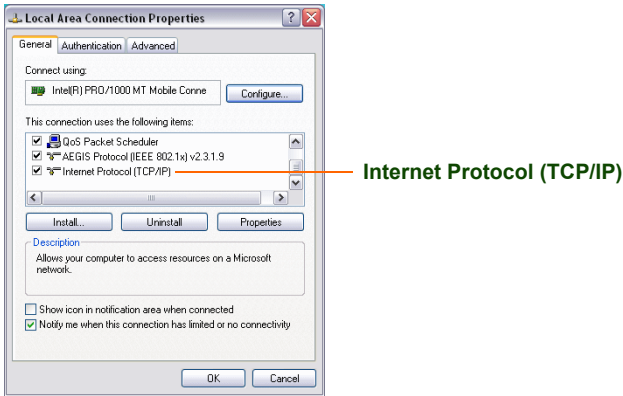 Local Area Connection Properties
General Authentication Advanced
Connect using:
Intel(R) PRO/1000 MT Mobile Conne
Configure...
This connection uses the following items:
QoS Packet Scheduler
AEGIS Protocol (IEEE 802.1x) v2.3.1.9
Internet Protocol (TCP/IP)
Internet Protocol (TCP/IP)
Install... Uninstall Properties
Description
Allows your computer to access resources on a Microsoft
network.
Show icon in notification area when connected
Notify me when this connection has limited or no connectivity
OK Cancel